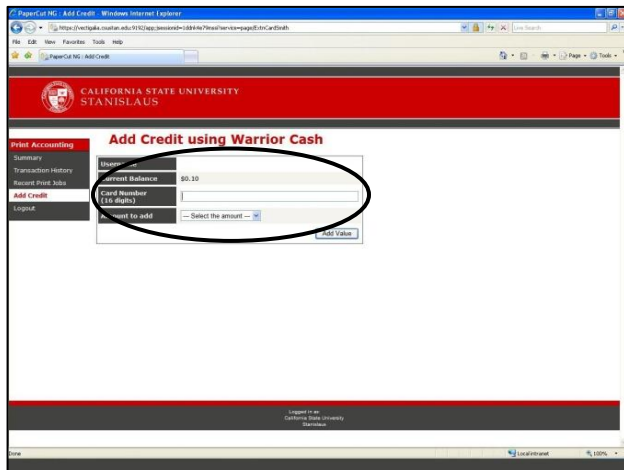 PaperCut NG : Add Credit - Windows Internet Explorer
Live Search
File Edit View Favorites Tools Help
PaperCut NG : Add Credit
Page Tools
CALIFORNIA STATE UNIVERSITY
STANISLAUS
Print Accounting
Summary
Transaction History
Recent Print Jobs
Add Credit
Logout
Add Credit using Warrior Cash
Username
Current Balance $0.10
Card Number
(16 digits)
Amount to add --- Select the amount ---
Add Value
Logged in as:
California State University
Stanislaus
Done Local intranet 100%